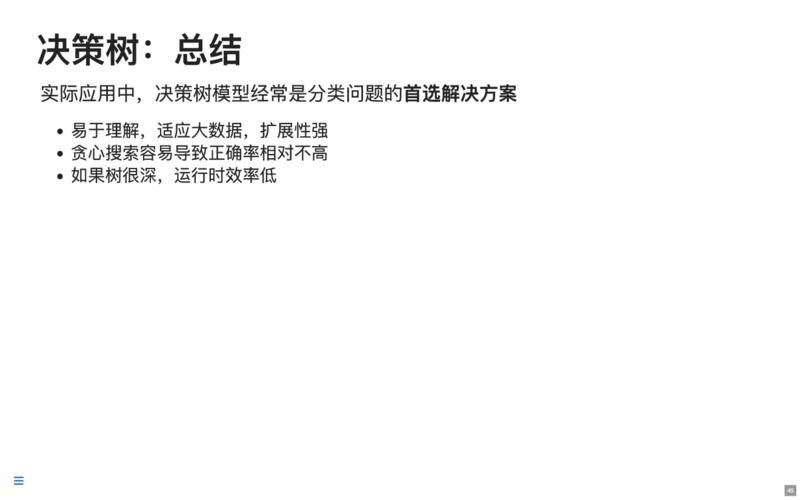 决策树：总结
实际应用中，决策树模型经常是分类问题的首选解决方案
易于理解，适应大数据，扩展性强
贪心搜索容易导致正确率相对不高
如果树很深，运行时效率低
45